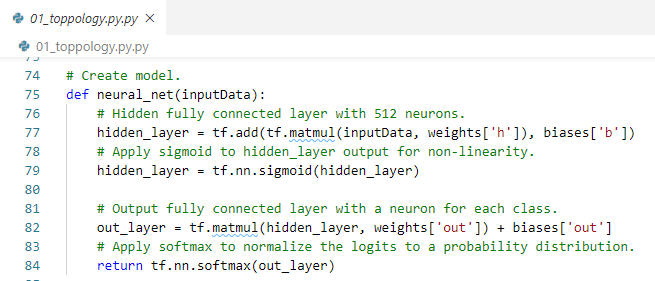 01_toppology.py.py ×
01_toppology.py.py
74 # Create model.
75 def neural_net(inputData):
76     # Hidden fully connected layer with 512 neurons.
77     hidden_layer = tf.add(tf.matmul(inputData, weights['h']), biases['b'])
78     # Apply sigmoid to hidden_layer output for non-linearity.
79     hidden_layer = tf.nn.sigmoid(hidden_layer)
80
81     # Output fully connected layer with a neuron for each class.
82     out_layer = tf.matmul(hidden_layer, weights['out']) + biases['out']
83     # Apply softmax to normalize the logits to a probability distribution.
84     return tf.nn.softmax(out_layer)